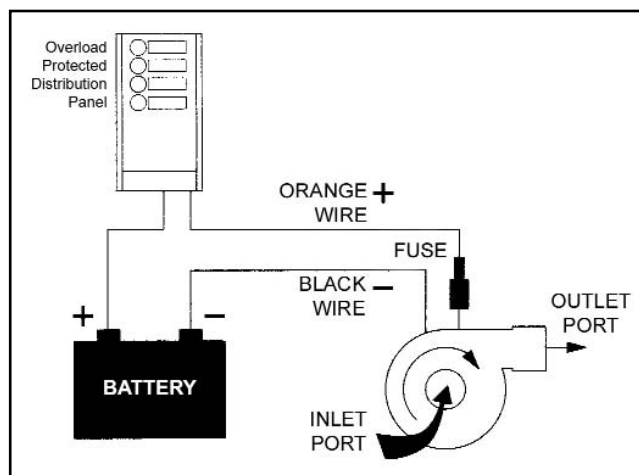 Overload
Protected
Distribution
Panel
ORANGE +
WIRE
FUSE
BLACK −
WIRE
OUTLET
PORT
+ −
BATTERY
INLET
PORT